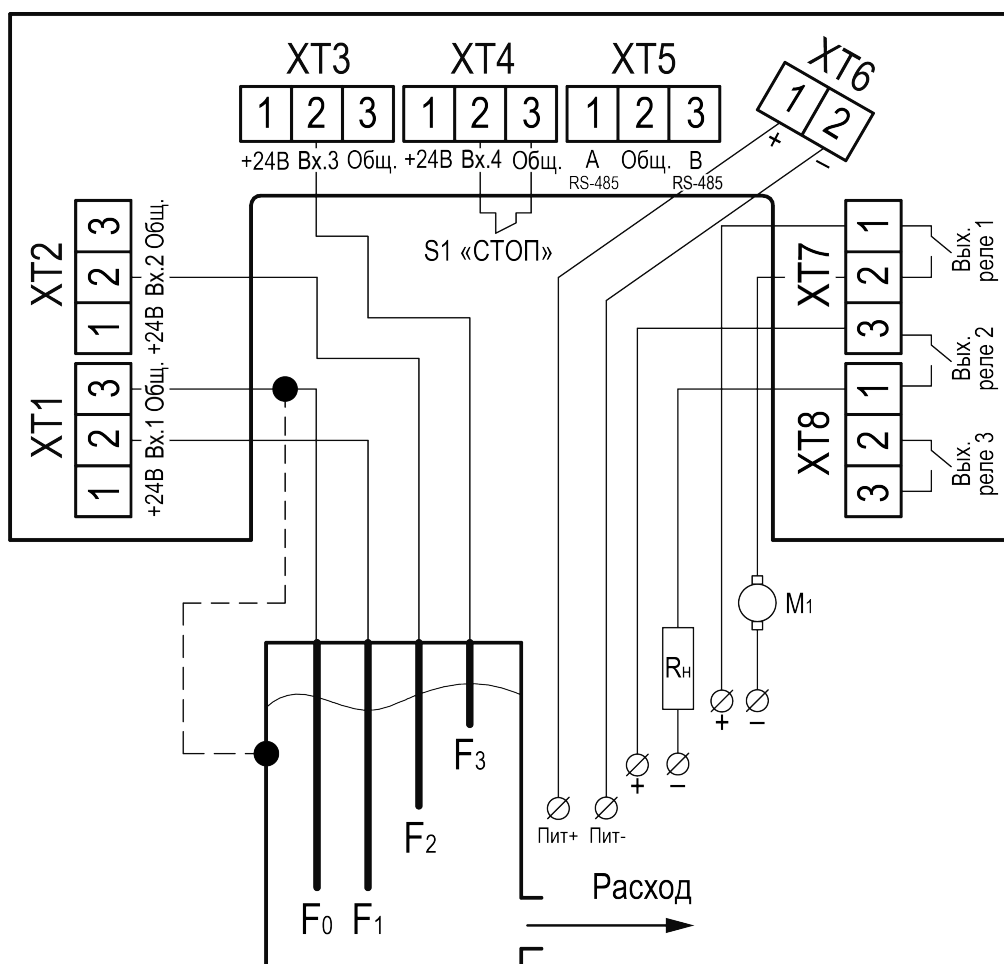 XT3 XT4 XT5 XT6
1 2 3 1 2 3 1 2 3 1 2
+24В Вх.3 Общ. +24В Вх.4 Общ. A Общ. B + –
RS-485 RS-485
S1 «СТОП»
XT2
3 2 1
+24В Вх.2 Общ.
XT1
3 2 1
+24В Вх.1 Общ.
XT7
1 2 3
Вых.
реле 1
Вых.
реле 2
XT8
1 2 3
Вых.
реле 3
M1
Rн
+ –
+ –
Пит+ Пит-
F3
F2
F0 F1
Расход